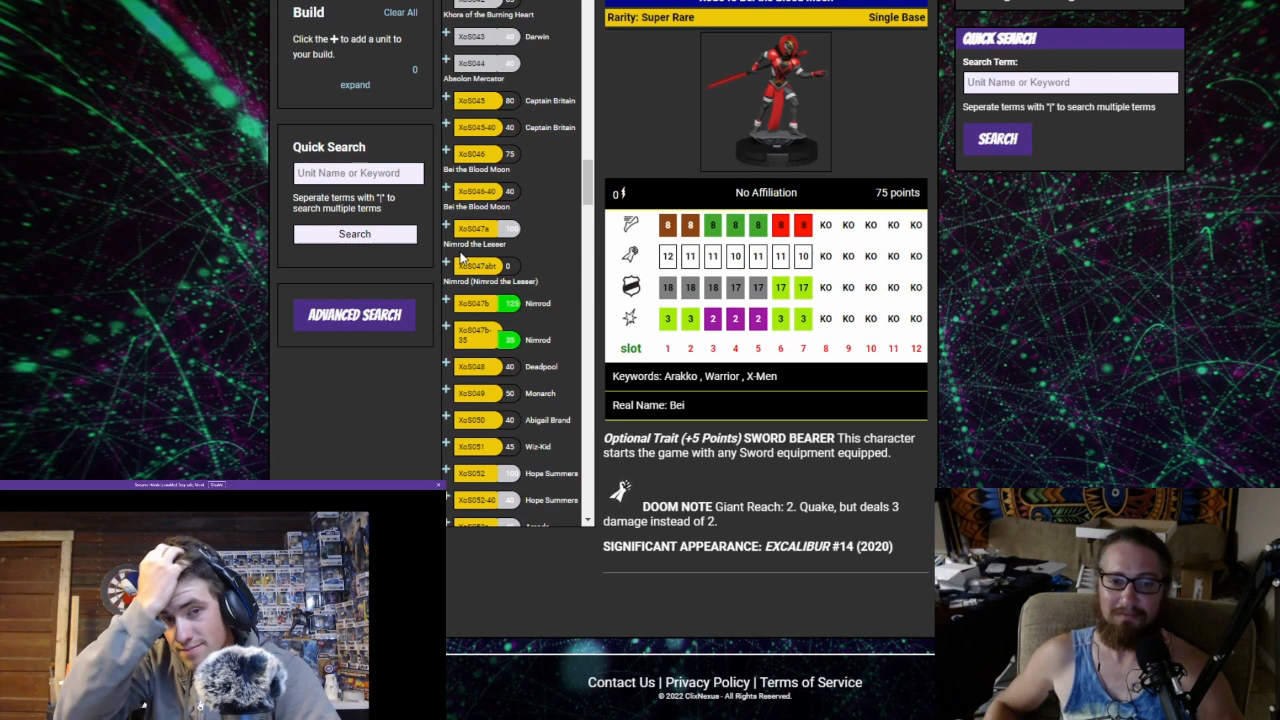 Build
Clear All
Click the + to add a unit to
your build.
0
expand
Quick Search
Unit Name or Keyword
Seperate terms with "|" to
search multiple terms
Search
ADVANCED SEARCH
Khora of the Burning Heart
XoS043 40 Darwin
XoS044 40
Absolon Mercator
XoS045 80 Captain Britain
XoS045-40 40 Captain Britain
XoS046 75
Bei the Blood Moon
XoS046-40 40
Bei the Blood Moon
XoS047a 100
Nimrod the Lesser
XoS047abt 0
Nimrod (Nimrod the Lesser)
XoS047b 125 Nimrod
XoS047b-
35 35 Nimrod
XoS048 40 Deadpool
XoS049 50 Monarch
XoS050 40 Abigail Brand
XoS051 45 Wiz-Kid
XoS052 100 Hope Summers
XoS052-40 40 Hope Summers
Rarity: Super Rare Single Base
0 No Affiliation 75 points
8 8 8 8 8 8 8 KO KO KO KO KO
12 11 11 10 11 11 10 KO KO KO KO KO
18 18 18 17 17 17 17 KO KO KO KO KO
3 3 2 2 2 3 3 KO KO KO KO KO
slot 1 2 3 4 5 6 7 8 9 10 11 12
Keywords: Arakko , Warrior , X-Men
Real Name: Bei
Optional Trait (+5 Points) SWORD BEARER This character
starts the game with any Sword equipment equipped.
DOOM NOTE Giant Reach: 2. Quake, but deals 3
damage instead of 2.
SIGNIFICANT APPEARANCE: EXCALIBUR #14 (2020)
QUICK SEARCH
Search Term:
Unit Name or Keyword
Seperate terms with "|" to search multiple terms
SEARCH
Contact Us | Privacy Policy | Terms of Service
© 2022 ClixNexus - All Rights Reserved.